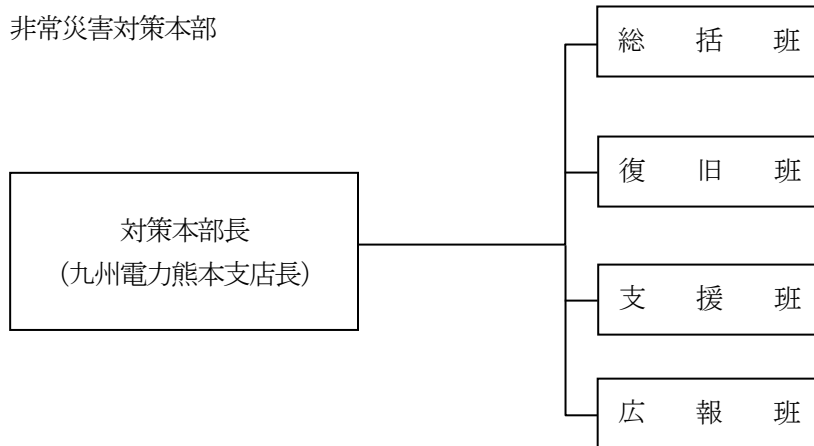 非常災害対策本部
総括班
復旧班
対策本部長
(九州電力熊本支店長)
支援班
広報班